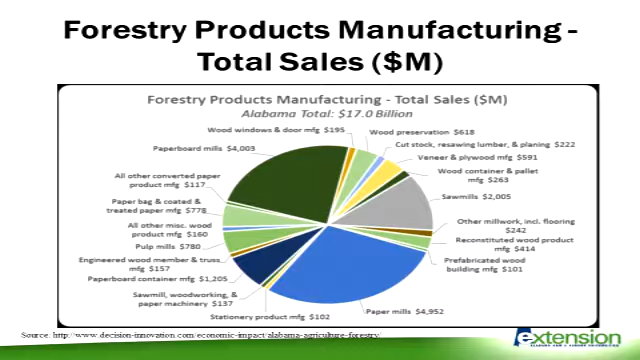 Forestry Products Manufacturing -
Total Sales ($M)
Forestry Products Manufacturing - Total Sales ($M)
Alabama Total: $17.0 Billion
Wood windows & door mfg $195
Wood preservation $618
Cut stock, resawing lumber, & planing $222
Paperboard mills $4,003
Veneer & plywood mfg $591
Wood container & pallet
mfg $263
All other converted paper
product mfg $117
Sawmills $2,005
Paper bag & coated &
treated paper mfg $778
Other millwork, incl. flooring
$242
All other misc. wood
product mfg $160
Reconstituted wood product
mfg $414
Pulp mills $780
Prefabricated wood
building mfg $101
Engineered wood member & truss
mfg $157
Paperboard container mfg $1,205
Sawmill, woodworking, &
paper machinery $137
Stationery product mfg $102
Paper mills $4,952
Source: http://www.decision-innovation.com/economic-impact/alabama-agriculture-forestry/
extension